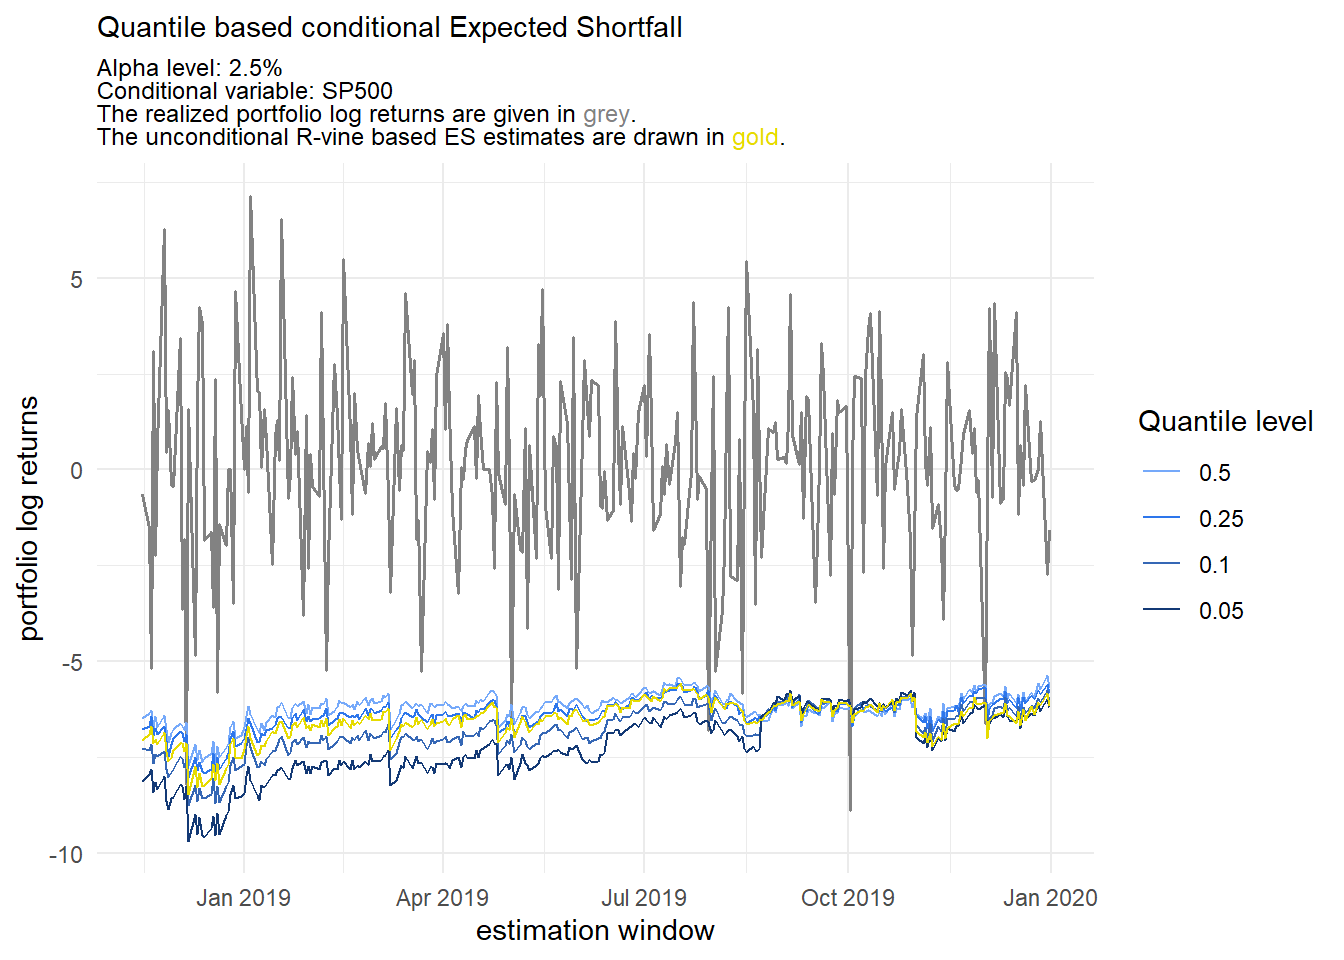 Quantile based conditional Expected Shortfall
Alpha level: 2.5%
Conditional variable: SP500
The realized portfolio log returns are given in grey.
The unconditional R-vine based ES estimates are drawn in gold.
portfolio log returns
5
0
-5
-10
Jan 2019
Apr 2019
Jul 2019
Oct 2019
Jan 2020
estimation window
Quantile level
0.5
0.25
0.1
0.05